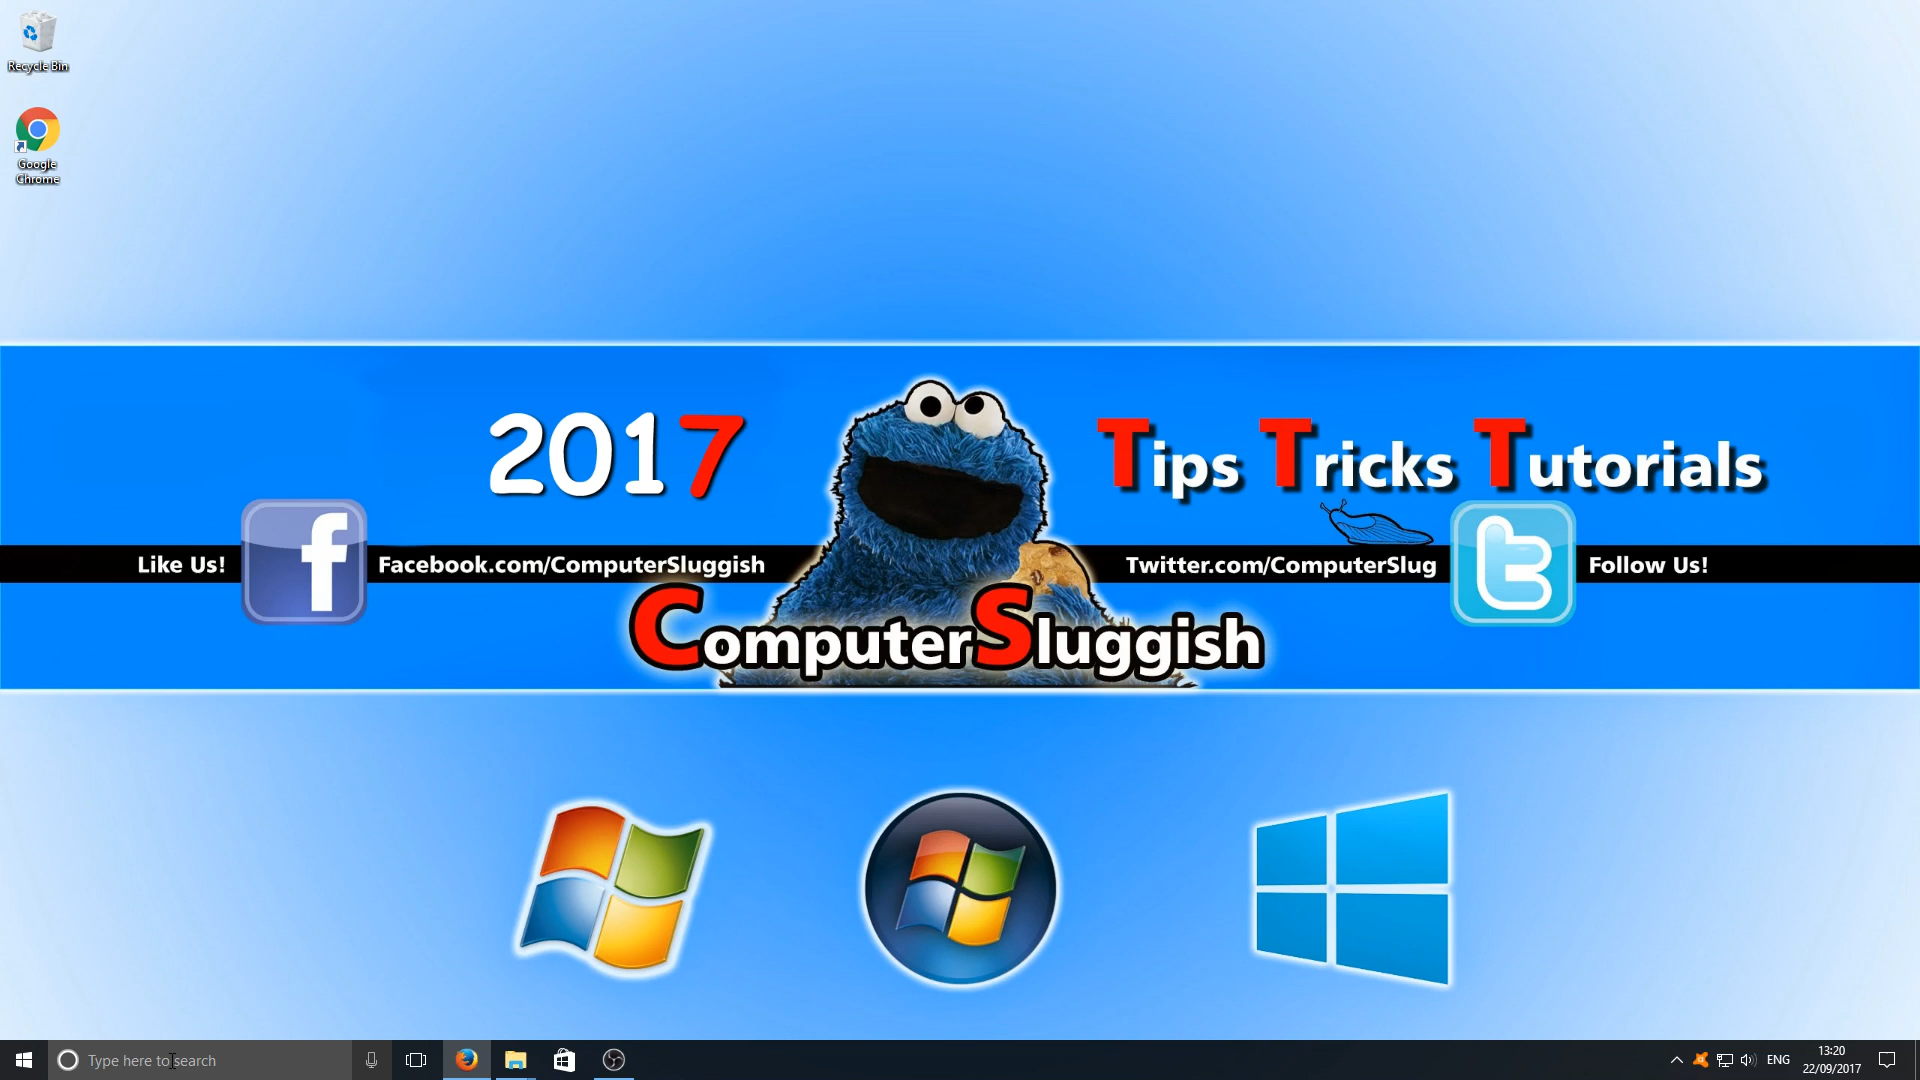 Recycle Bin
Google
Chrome
2017
Tips Tricks Tutorials
Like Us!
Facebook.com/ComputerSluggish
Twitter.com/ComputerSlug
Follow Us!
ComputerSluggish
Type here to search
ENG
13:20
22/09/2017